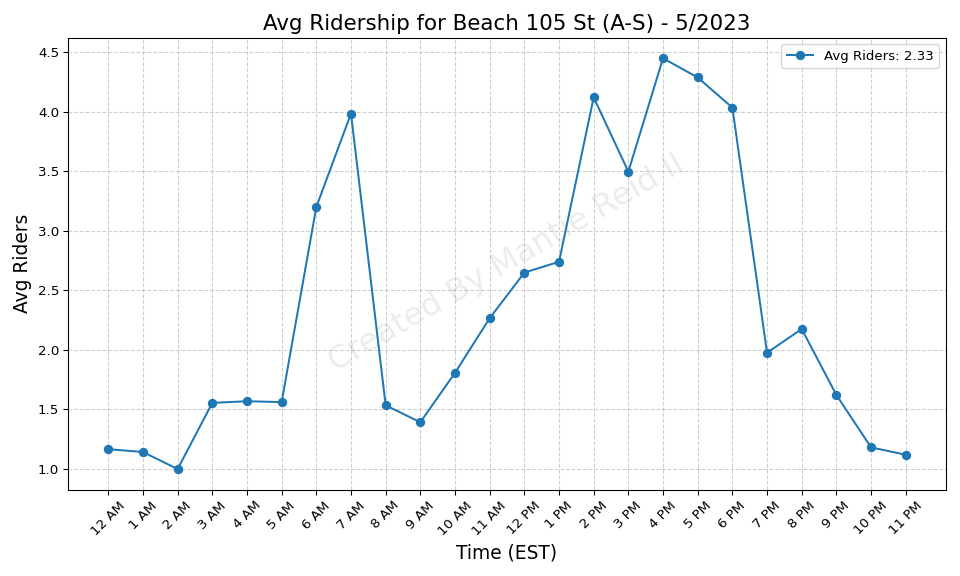 Avg Ridership for Beach 105 St (A-S) - 5/2023
Avg Riders: 2.33
Avg Riders
4.5
4.0
3.5
3.0
2.5
2.0
1.5
1.0
Created By Mantie Reid II
12 AM
1 AM
2 AM
3 AM
4 AM
5 AM
6 AM
7 AM
8 AM
9 AM
10 AM
11 AM
12 PM
1 PM
2 PM
3 PM
4 PM
5 PM
6 PM
7 PM
8 PM
9 PM
10 PM
11 PM
Time (EST)